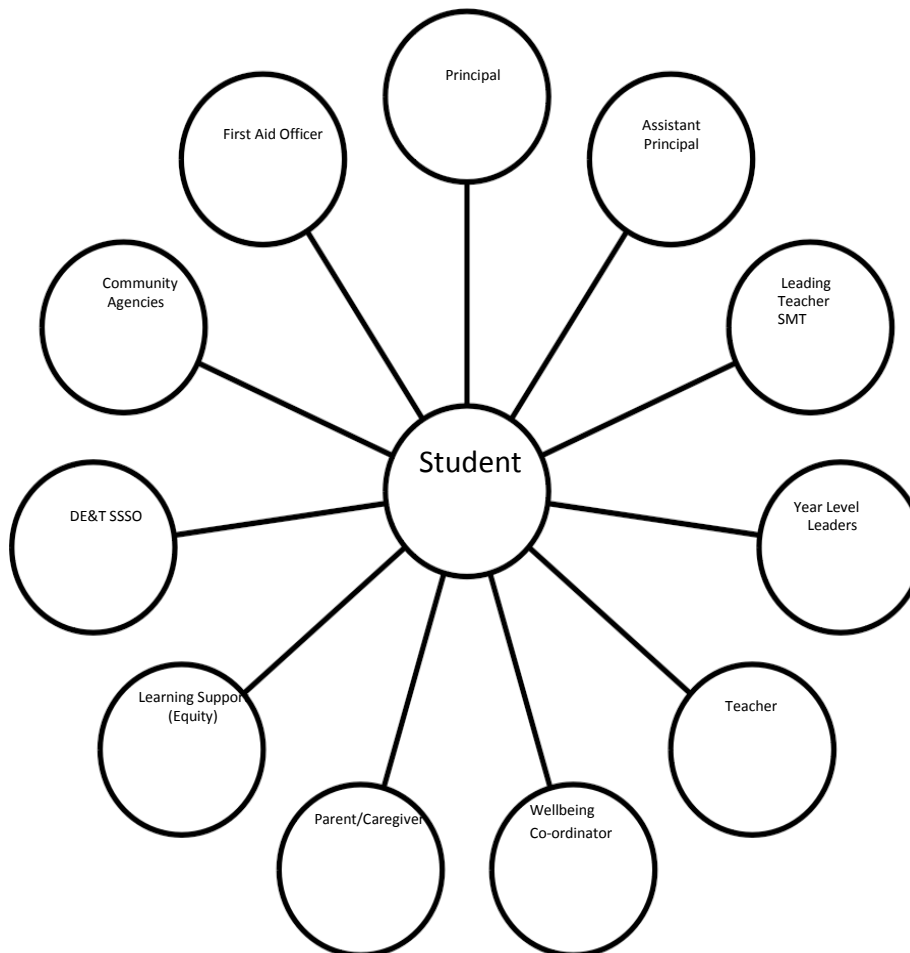 Principal
Assistant
Principal
Leading
Teacher
SMT
Year Level
Leaders
Teacher
Wellbeing
Co-ordinator
Parent/Caregiver
Learning Support
(Equity)
DE&T SSSO
Community
Agencies
First Aid Officer
Student